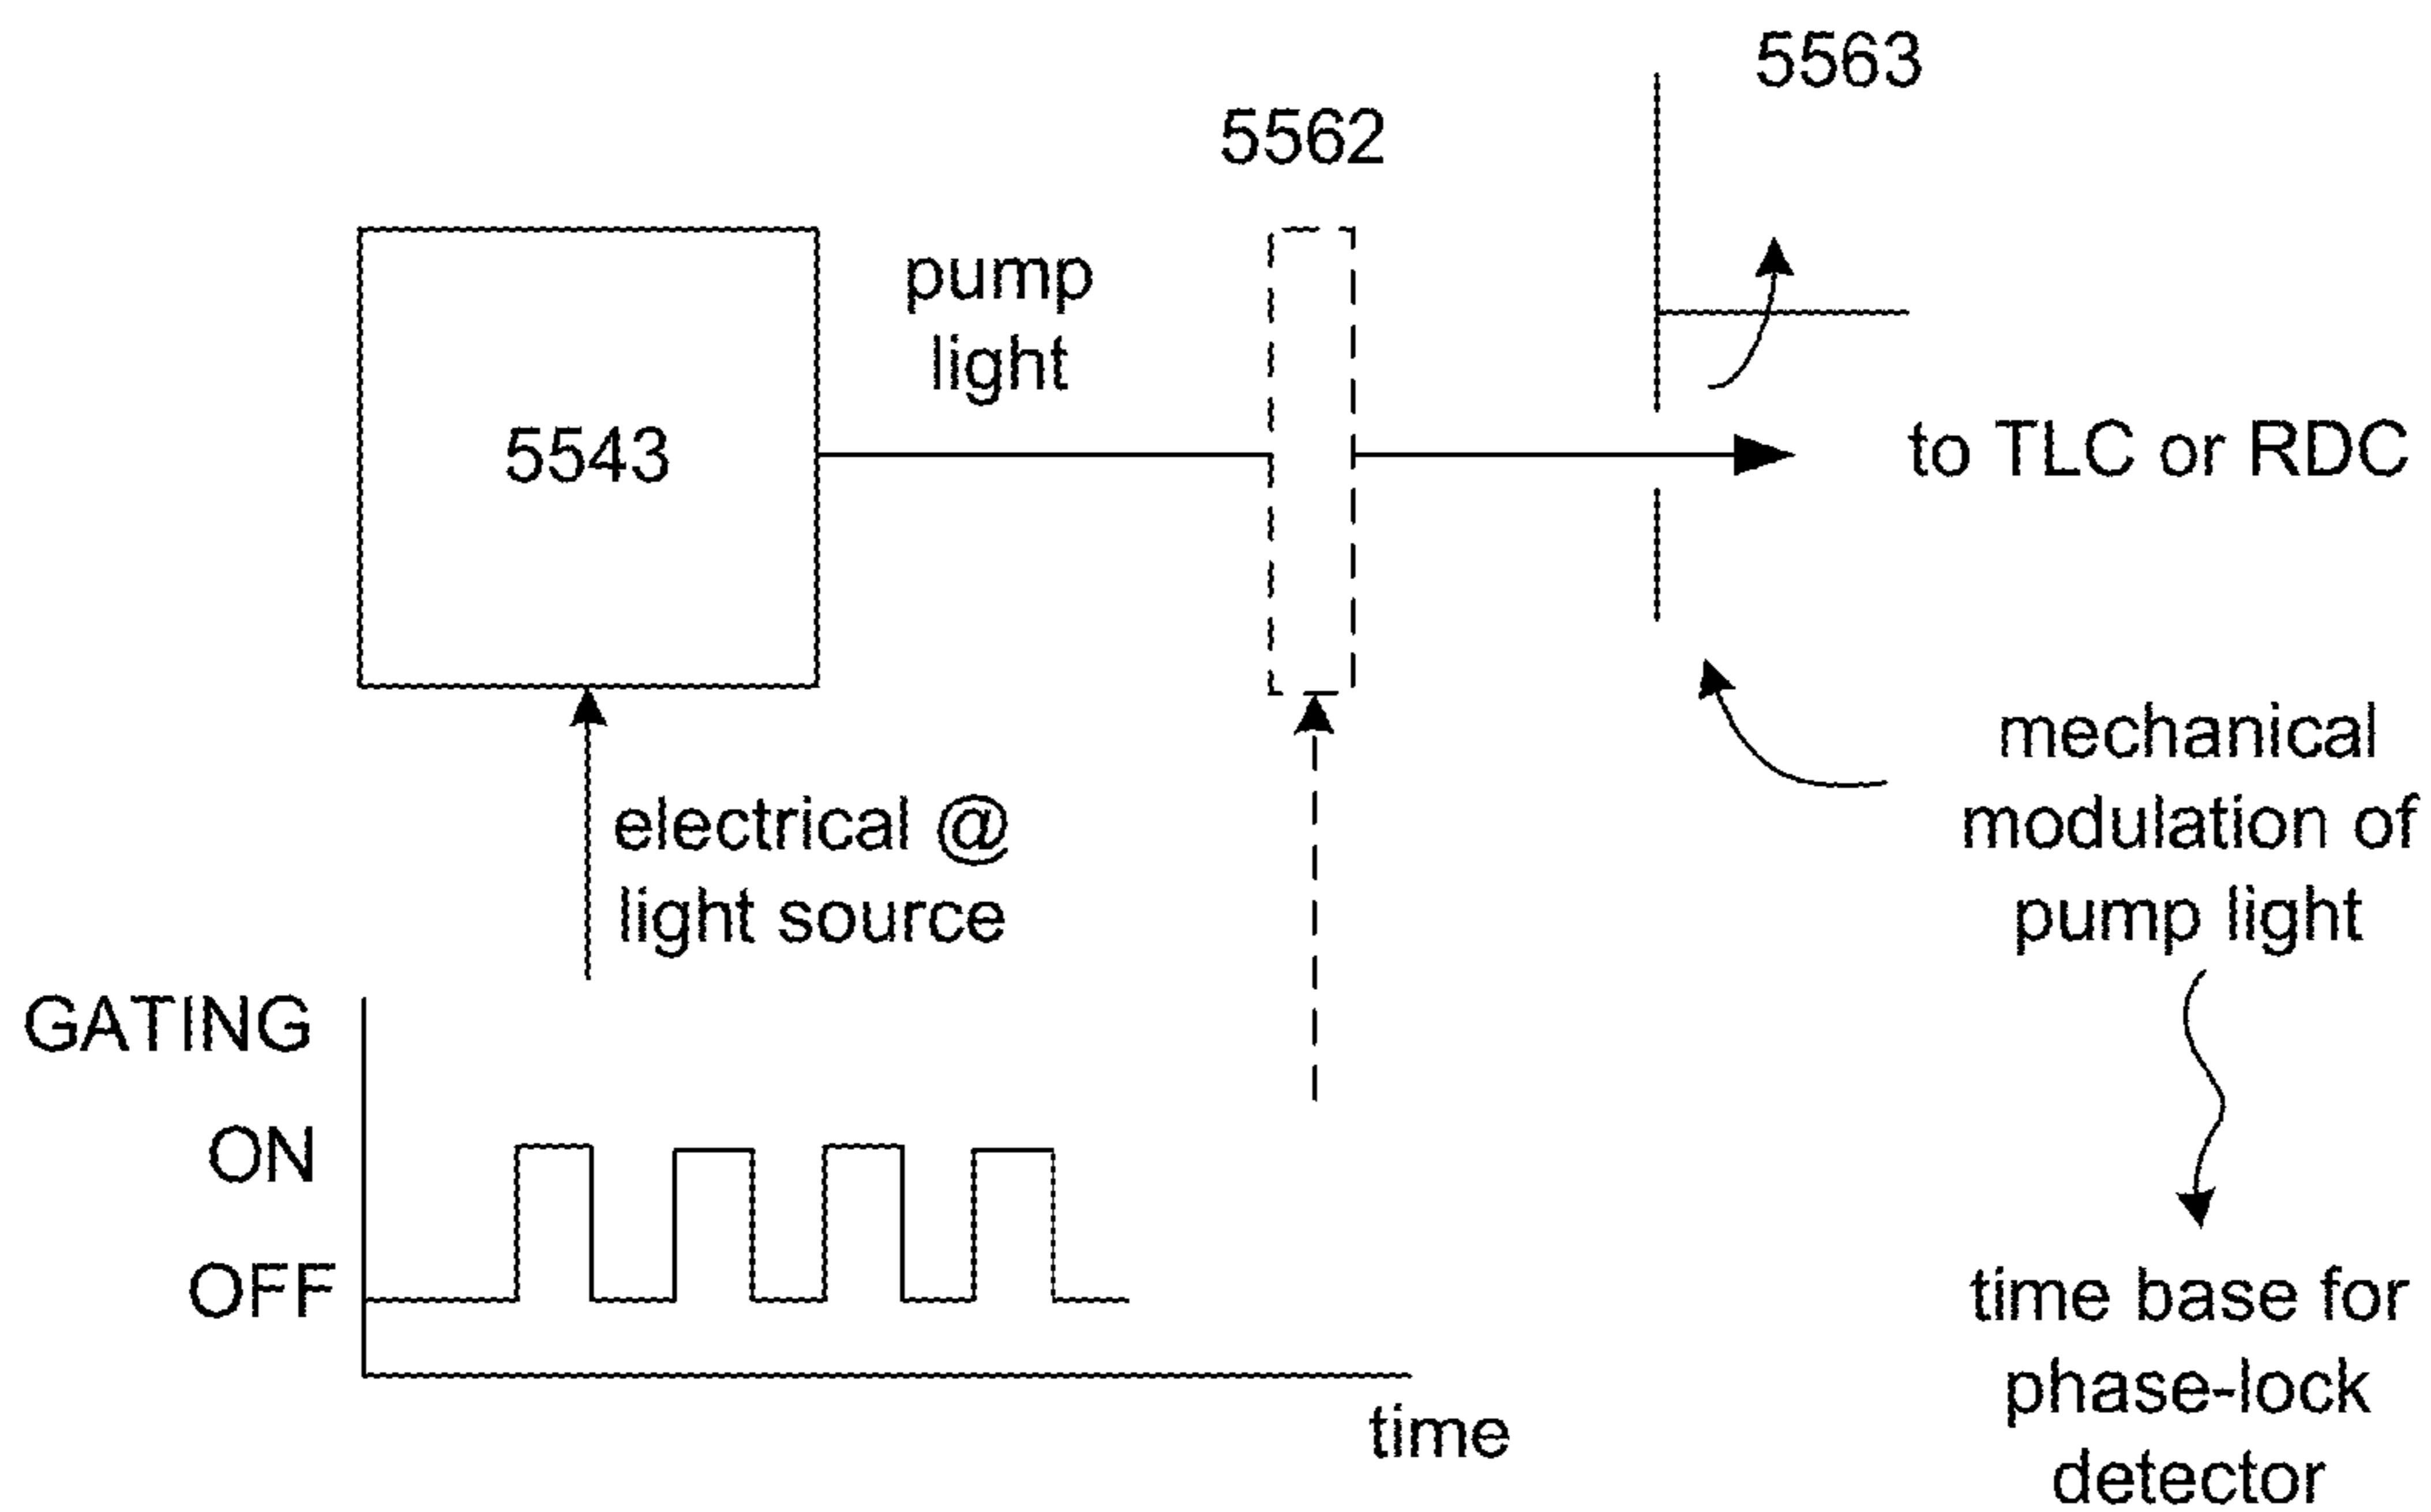 5563
5562
pump
light
5543
to TLC or RDC
mechanical
modulation of
pump light
electrical @
light source
GATING
ON
OFF
time
time base for
phase-lock
detector